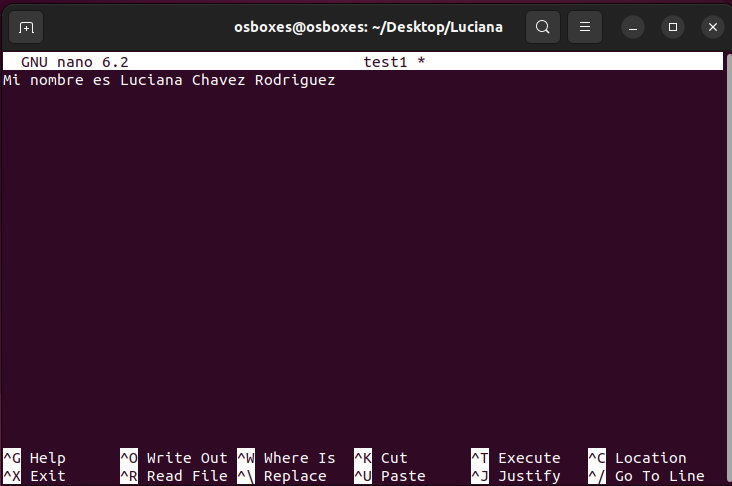 osboxes@osboxes: ~/Desktop/Luciana
GNU nano 6.2 test1 *
Mi nombre es Luciana Chavez Rodriguez
^G Help ^O Write Out ^W Where Is ^K Cut ^T Execute ^C Location
^X Exit ^R Read File ^\ Replace ^U Paste ^J Justify ^/ Go To Line